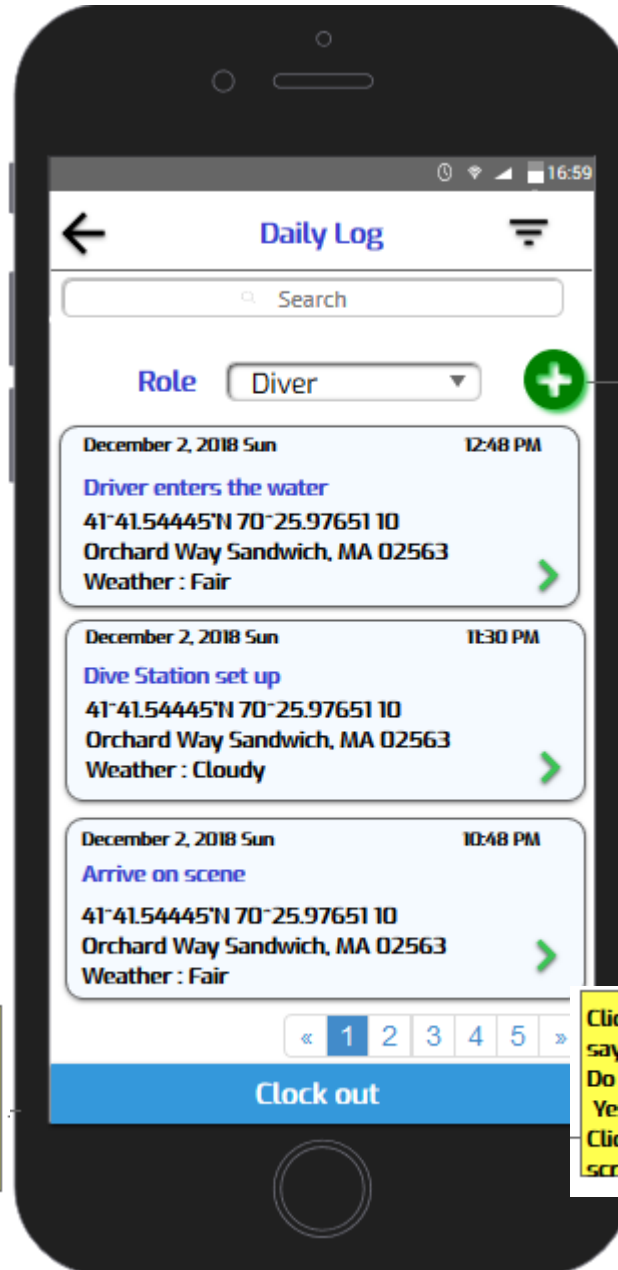 16:59
Daily Log
Search
Role Diver
December 2, 2018 Sun 12:48 PM
Driver enters the water
41°41.54445'N 70°25.97651 10
Orchard Way Sandwich, MA 02563
Weather : Fair
December 2, 2018 Sun 11:30 PM
Dive Station set up
41°41.54445'N 70°25.97651 10
Orchard Way Sandwich, MA 02563
Weather : Cloudy
December 2, 2018 Sun 10:48 PM
Arrive on scene
41°41.54445'N 70°25.97651 10
Orchard Way Sandwich, MA 02563
Weather : Fair
« 1 2 3 4 5 »
Clock out
Do